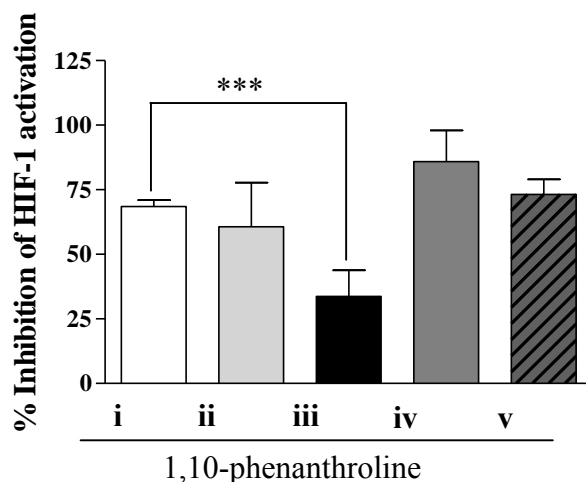 % Inhibition of HIF-1 activation
125
100
75
50
25
0
***
i ii iii iv v
1,10-phenanthroline